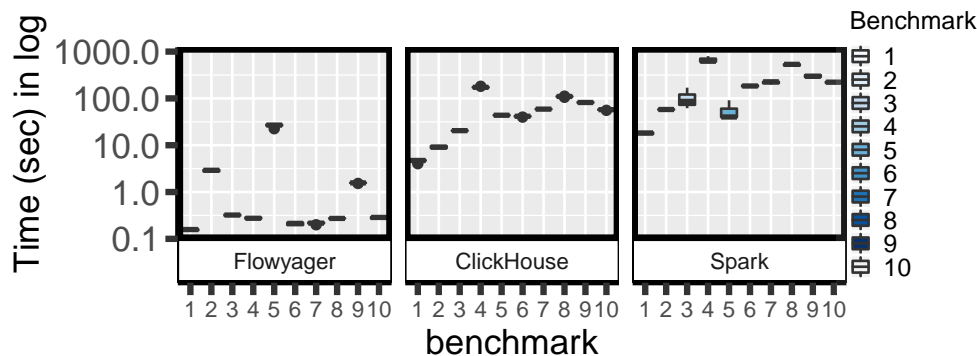 Time (sec) in log
1000.0
100.0
10.0
1.0
0.1
Flowyager
ClickHouse
Spark
1 2 3 4 5 6 7 8 9 10
1 2 3 4 5 6 7 8 9 10
1 2 3 4 5 6 7 8 9 10
benchmark
Benchmark
1
2
3
4
5
6
7
8
9
10